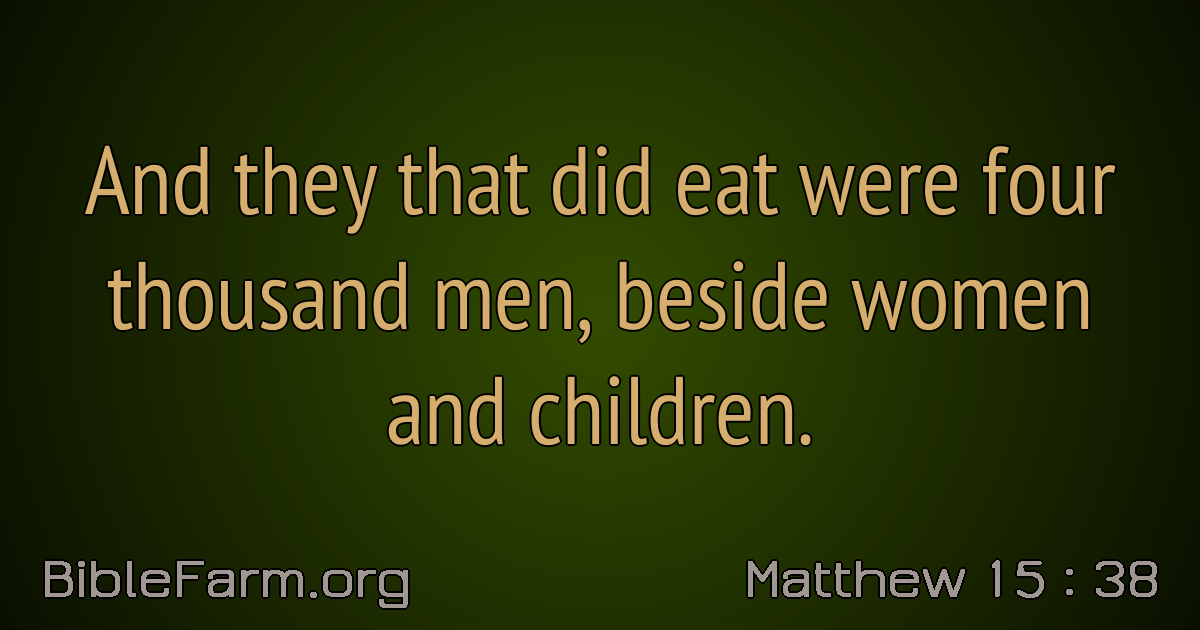 And they that did eat were four
thousand men, beside women
and children.
BibleFarm.org
Matthew 15 : 38